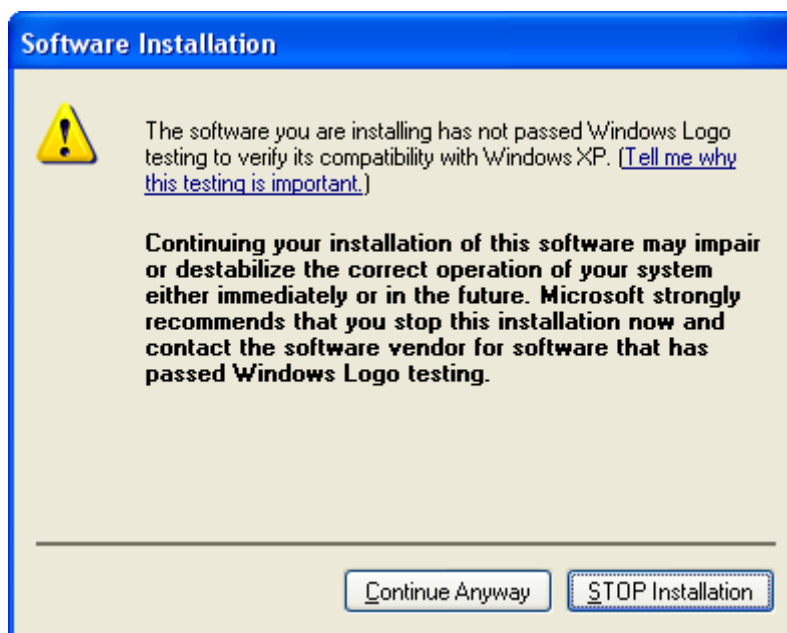 Software Installation
The software you are installing has not passed Windows Logo
testing to verify its compatibility with Windows XP. (Tell me why
this testing is important.)
Continuing your installation of this software may impair
or destabilize the correct operation of your system
either immediately or in the future. Microsoft strongly
recommends that you stop this installation now and
contact the software vendor for software that has
passed Windows Logo testing.
Continue Anyway
STOP Installation